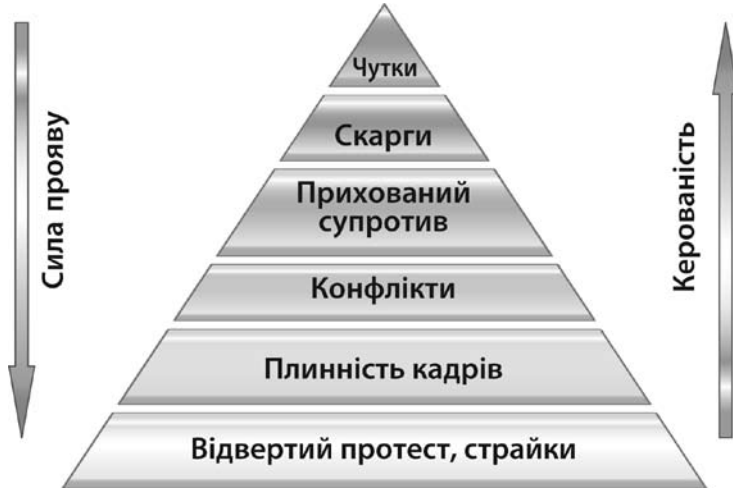 Чутки
Скарги
Прихований
супротив
Конфлікти
Плинність кадрів
Відвертий протест, страйки
Сила прояву
Керованість